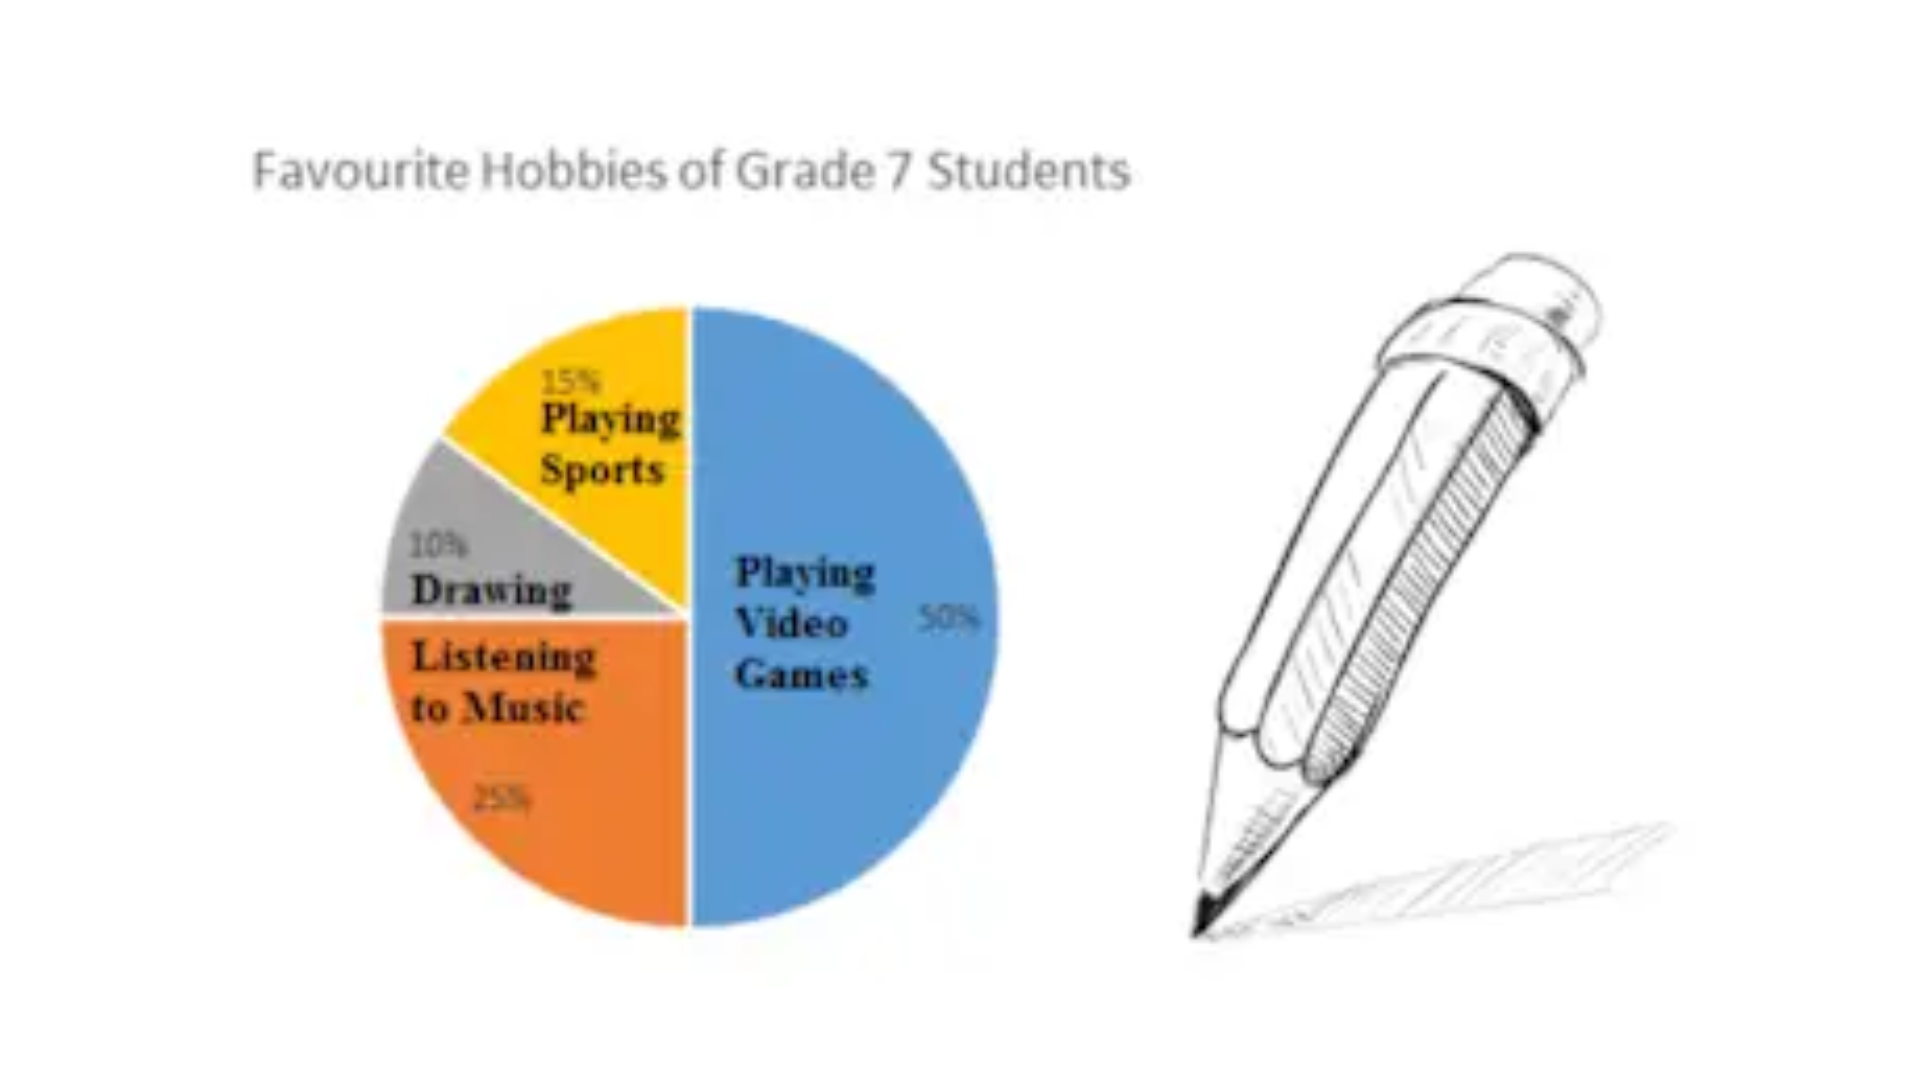 Favourite Hobbies of Grade 7 Students
15%
Playing
Sports
10%
Drawing
Listening
to Music
25%
Playing
Video
Games
50%